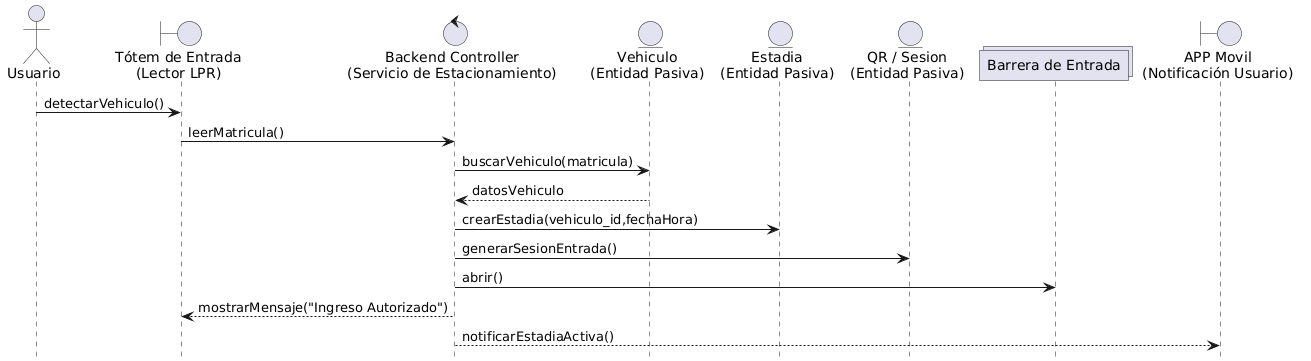 Usuario
Tótem de Entrada
(Lector LPR)
Backend Controller
(Servicio de Estacionamiento)
Vehiculo
(Entidad Pasiva)
Estadia
(Entidad Pasiva)
QR / Sesion
(Entidad Pasiva)
Barrera de Entrada
APP Movil
(Notificación Usuario)
detectarVehiculo()
leerMatricula()
buscarVehiculo(matricula)
datosVehiculo
crearEstadia(vehiculo_id,fechaHora)
generarSesionEntrada()
abrir()
mostrarMensaje("Ingreso Autorizado")
notificarEstadiaActiva()